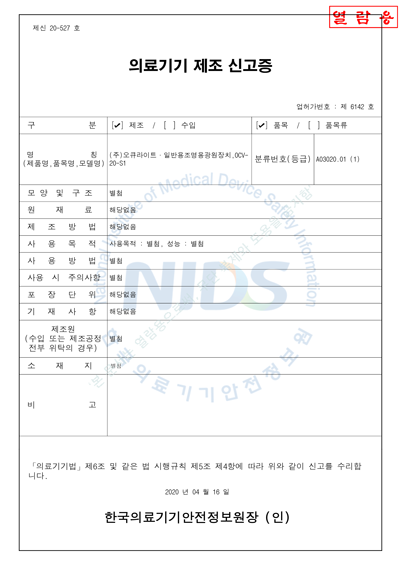 열 람 용
제신 20-527 호
의료기기 제조 신고증
업허가번호 : 제 6142 호
구 분 [✔] 제조 / [ ] 수입 [✔] 품목 / [ ] 품목류
명 칭
(제품명,품목명,모델명)
(주)오큐라이트ㆍ일반용조명용광원장치,OCV-
20-S1
분류번호(등급) A03020.01 (1)
모 양 및 구 조 별첨
원 재 료 해당없음
제 조 방 법 해당없음
사 용 목 적 사용목적 : 별첨, 성능 : 별첨
사 용 방 법 별첨
사용 시 주의사항 별첨
포 장 단 위 해당없음
기 재 사 항 해당없음
제조원
(수입 또는 제조공정
전부 위탁의 경우)
별첨
소 재 지 별첨
비 고
「의료기기법」제6조 및 같은 법 시행규칙 제5조 제4항에 따라 위와 같이 신고를 수리합
니다.
2020 년 04 월 16 일
한국의료기기안전정보원장 (인)
National Institute of Medical Device Safety Information
NIDS
의료기기안전정보원